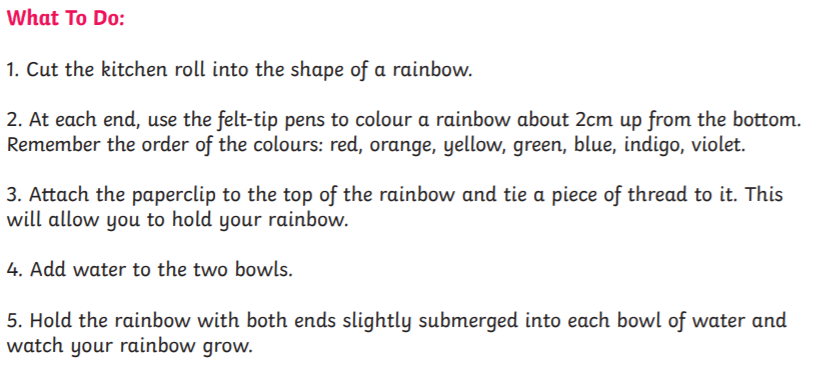 What To Do:
1. Cut the kitchen roll into the shape of a rainbow.
2. At each end, use the felt-tip pens to colour a rainbow about 2cm up from the bottom.
Remember the order of the colours: red, orange, yellow, green, blue, indigo, violet.
3. Attach the paperclip to the top of the rainbow and tie a piece of thread to it. This
will allow you to hold your rainbow.
4. Add water to the two bowls.
5. Hold the rainbow with both ends slightly submerged into each bowl of water and
watch your rainbow grow.